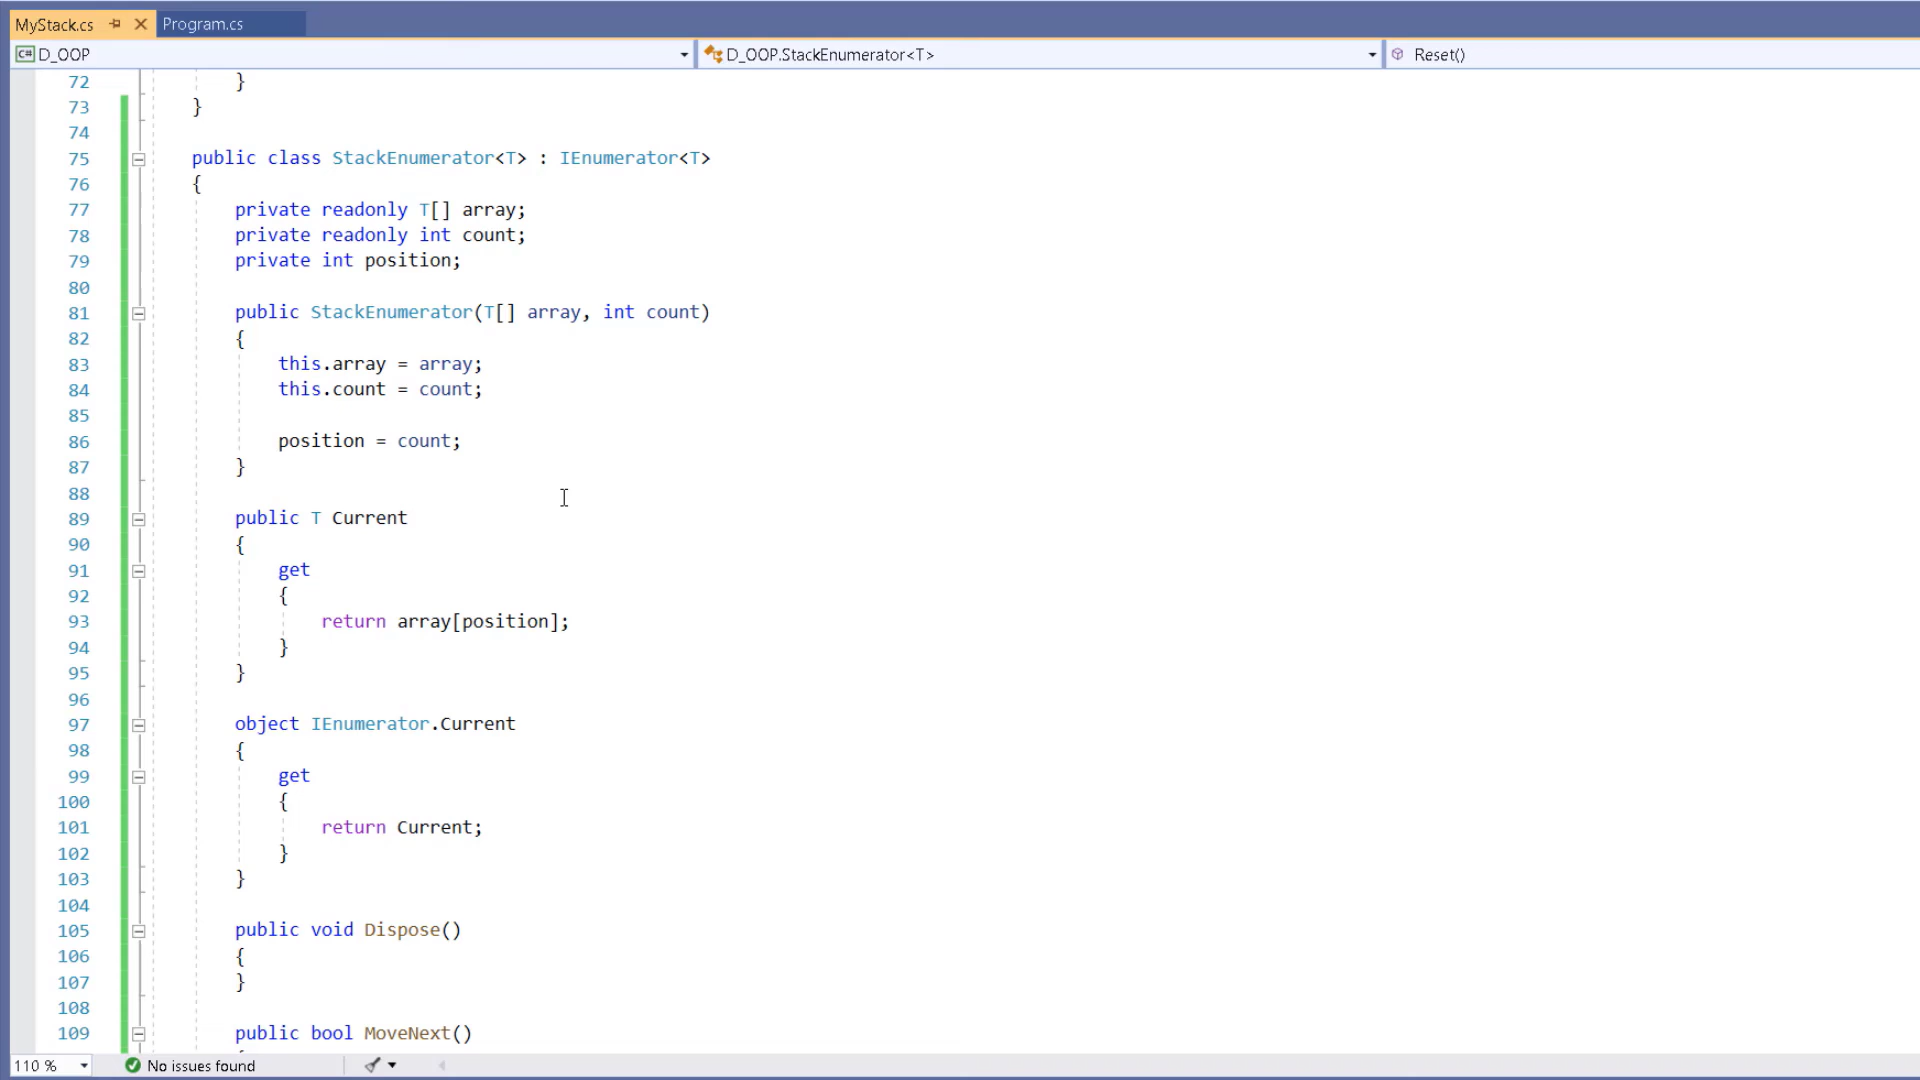 MyStack.cs Program.cs
C# D_OOP D_OOP.StackEnumerator<T> Reset()
72 }
73 }
74
75 public class StackEnumerator<T> : IEnumerator<T>
76 {
77 private readonly T[] array;
78 private readonly int count;
79 private int position;
80
81 public StackEnumerator(T[] array, int count)
82 {
83 this.array = array;
84 this.count = count;
85
86 position = count;
87 }
88
89 public T Current
90 {
91 get
92 {
93 return array[position];
94 }
95 }
96
97 object IEnumerator.Current
98 {
99 get
100 {
101 return Current;
102 }
103 }
104
105 public void Dispose()
106 {
107 }
108
109 public bool MoveNext()
110 % No issues found